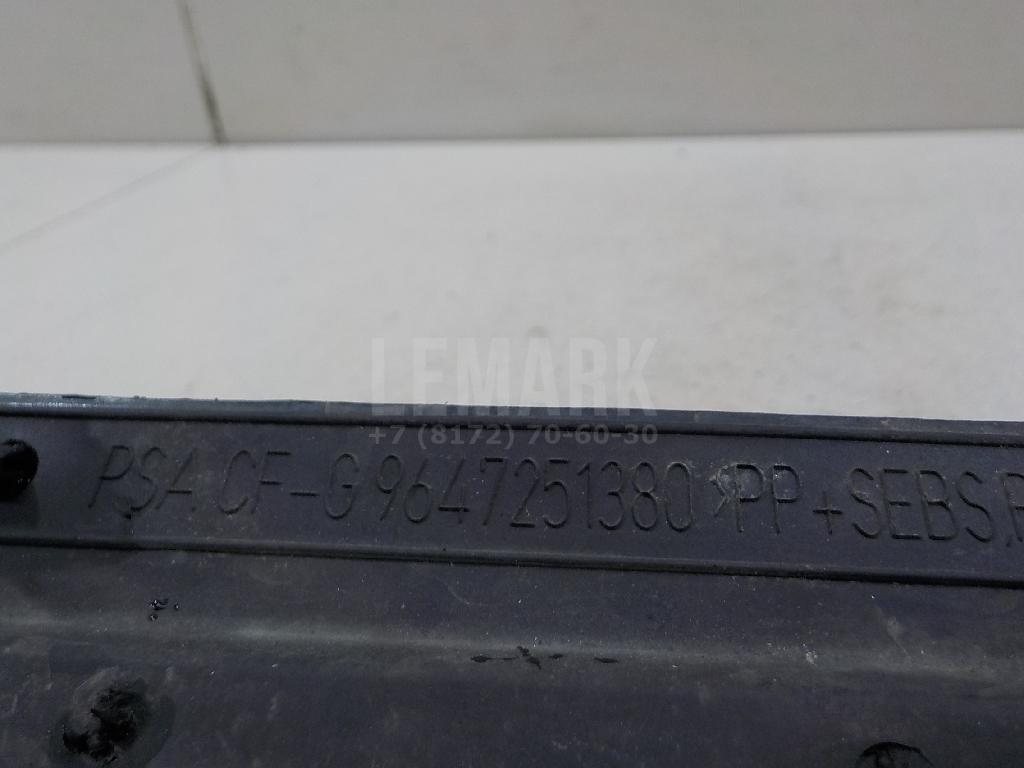 LEMARK
+7 (8172) 70-60-30
PSA CF-G 9647251380 >PP+SEBS,